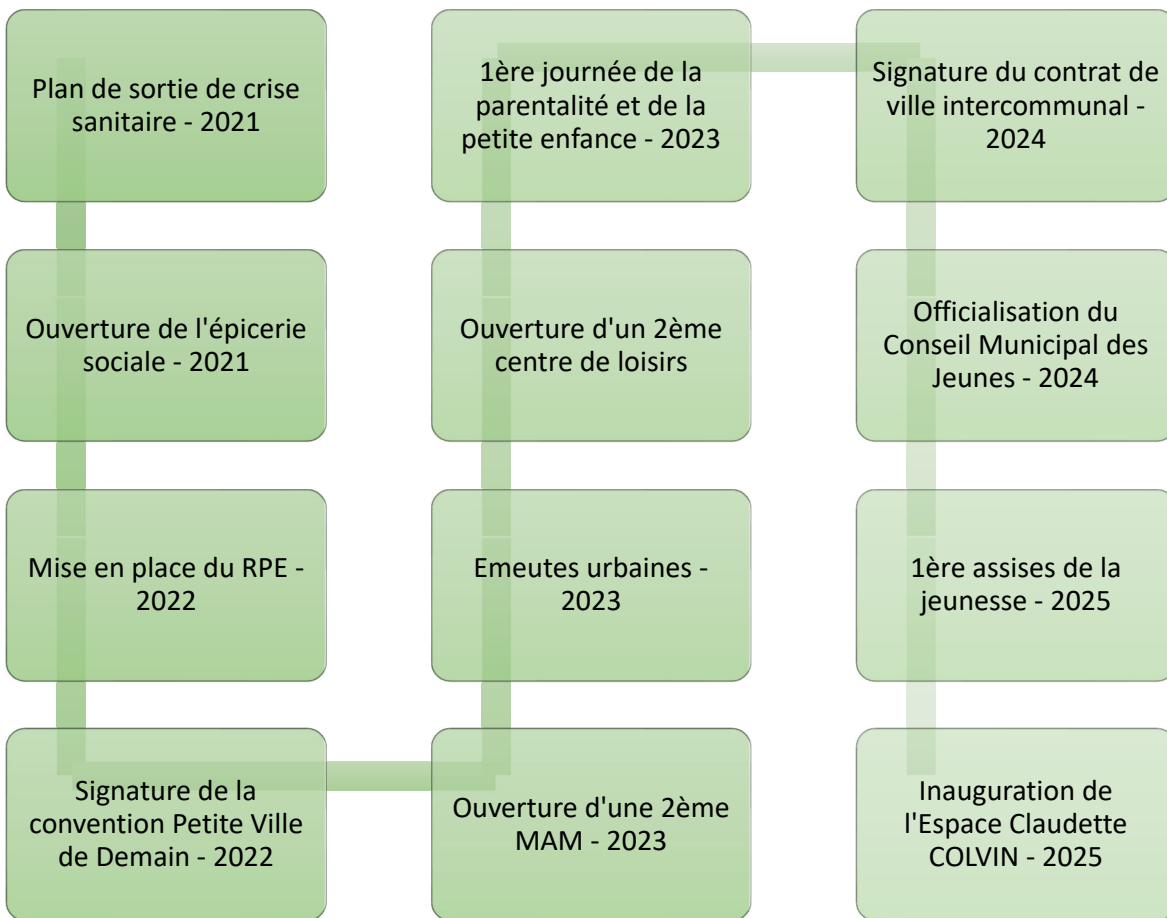 Plan de sortie de crise
sanitaire - 2021
Ouverture de l'épicerie
sociale - 2021
Mise en place du RPE -
2022
Signature de la
convention Petite Ville
de Demain - 2022
Ouverture d'une 2ème
MAM - 2023
Emeutes urbaines -
2023
Ouverture d'un 2ème
centre de loisirs
1ère journée de la
parentalité et de la
petite enfance - 2023
Signature du contrat de
ville intercommunal -
2024
Officialisation du
Conseil Municipal des
Jeunes - 2024
1ère assises de la
jeunesse - 2025
Inauguration de
l'Espace Claudette
COLVIN - 2025